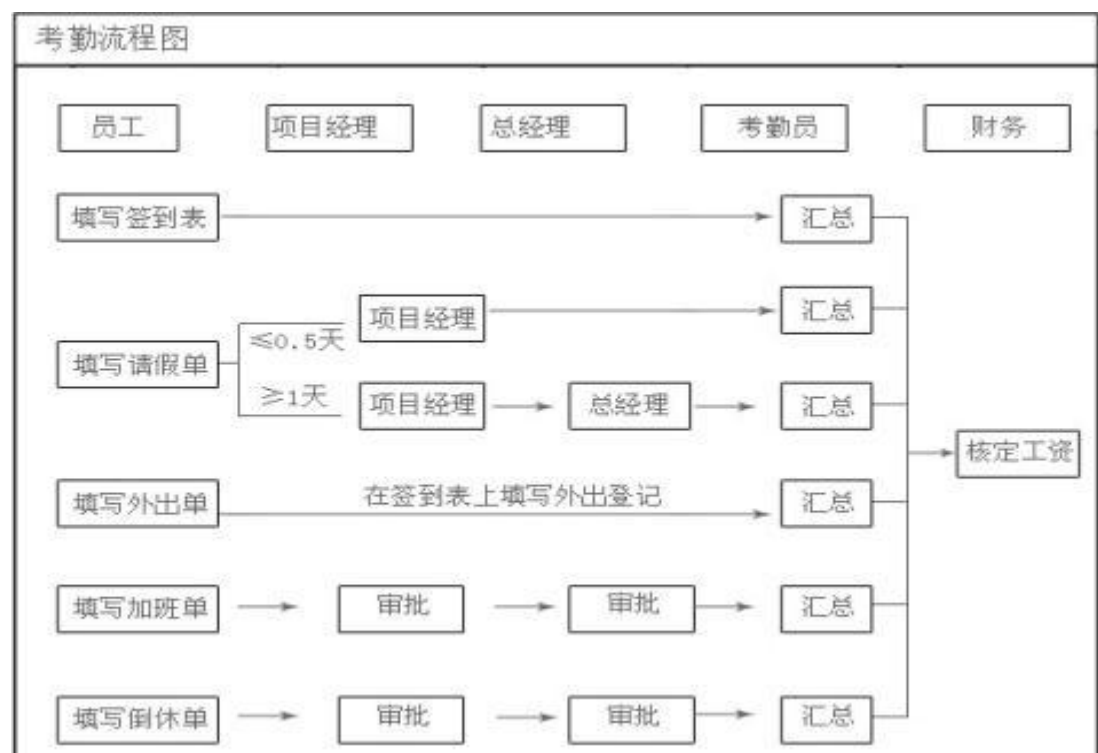 考勤流程图
员工 项目经理 总经理 考勤员 财务
填写签到表 汇总
项目经理 汇总
≤0.5天
填写请假单
≥1天
项目经理 总经理 汇总
核定工资
填写外出单 在签到表上填写外出登记 汇总
填写加班单 审批 审批 汇总
填写倒休单 审批 审批 汇总